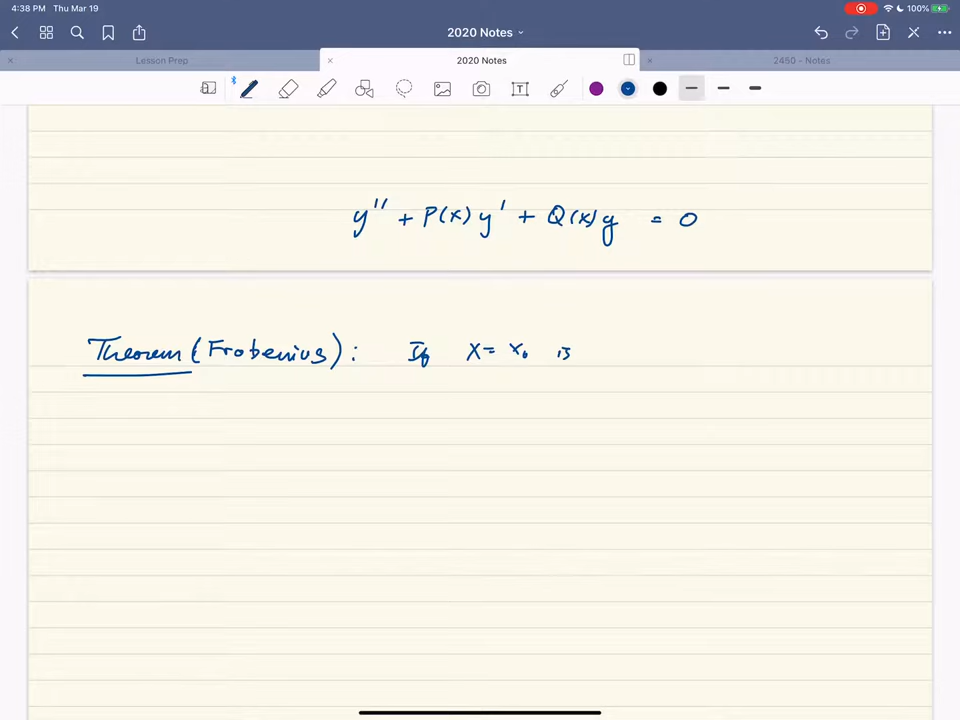 4:38 PM Thu Mar 19
100%
2020 Notes
Lesson Prep
2020 Notes
2450 - Notes
y'' + P(x) y' + Q(x) y = 0
Theorem (Frobenius): If x = x₀ is